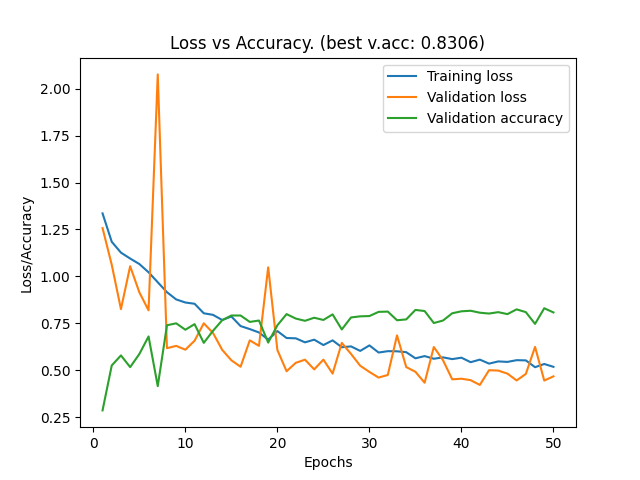 Loss vs Accuracy. (best v.acc: 0.8306)
Training loss
Validation loss
Validation accuracy
Loss/Accuracy
2.00
1.75
1.50
1.25
1.00
0.75
0.50
0.25
0 10 20 30 40 50
Epochs